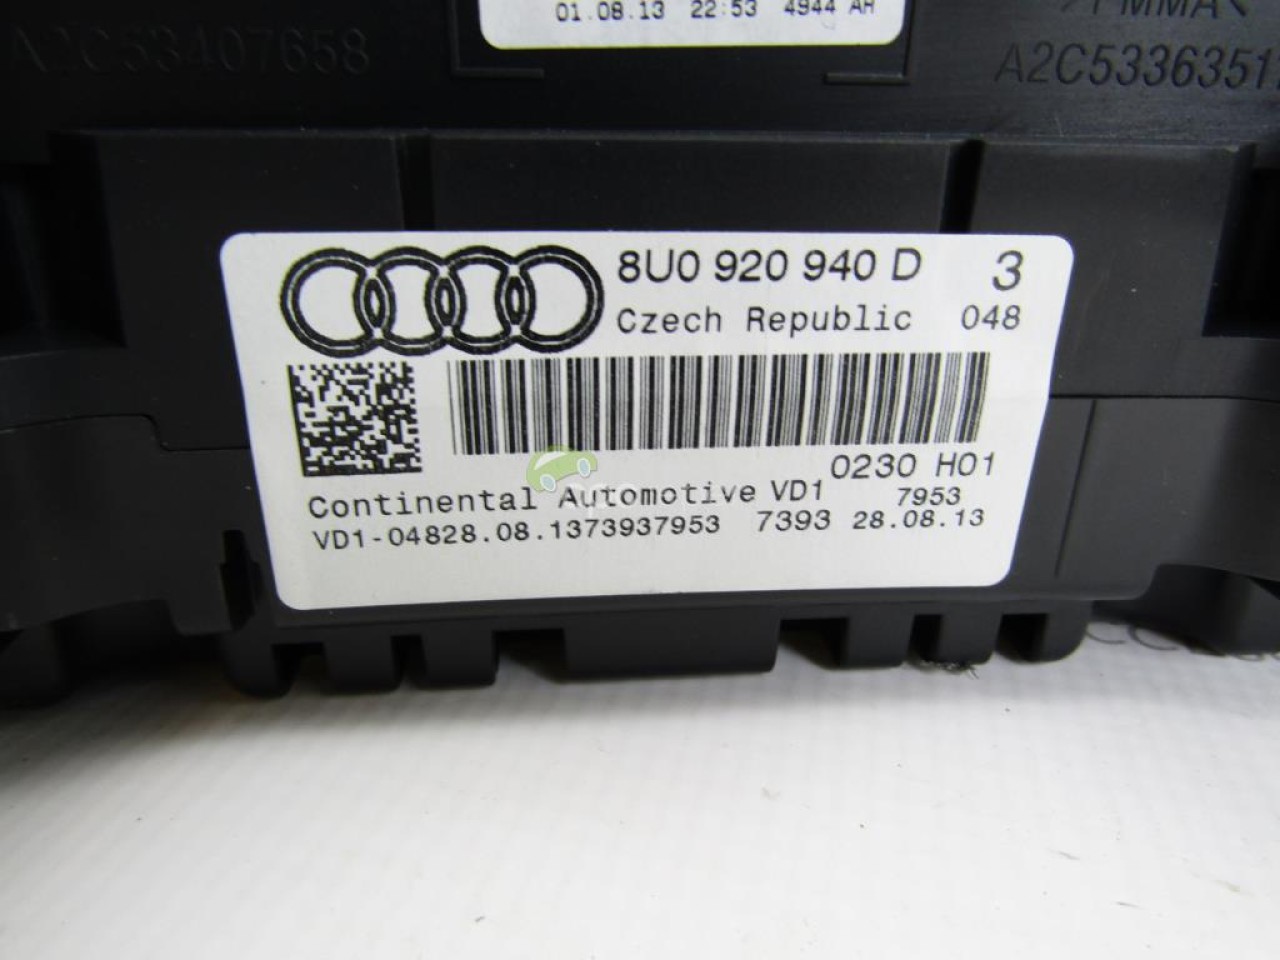 01.08.13 22:53 4944 AH
A2C53407658
8U0 920 940 D 3
Czech Republic 048
0230 H01
Continental Automotive VD1 7953
VD1-04828.08.1373937953 7393 28.08.13